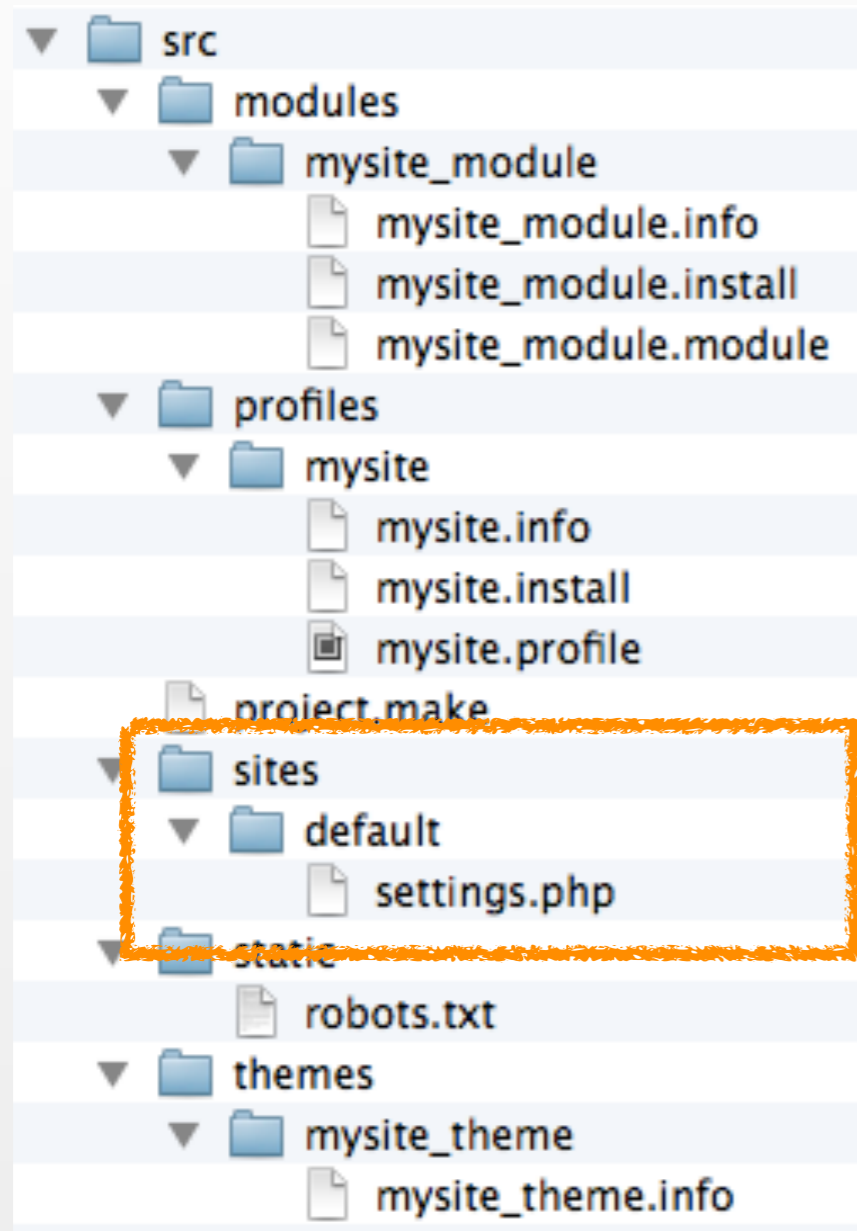 src
modules
mysite_module
mysite_module.info
mysite_module.install
mysite_module.module
profiles
mysite
mysite.info
mysite.install
mysite.profile
project.make
sites
default
settings.php
static
robots.txt
themes
mysite_theme
mysite_theme.info